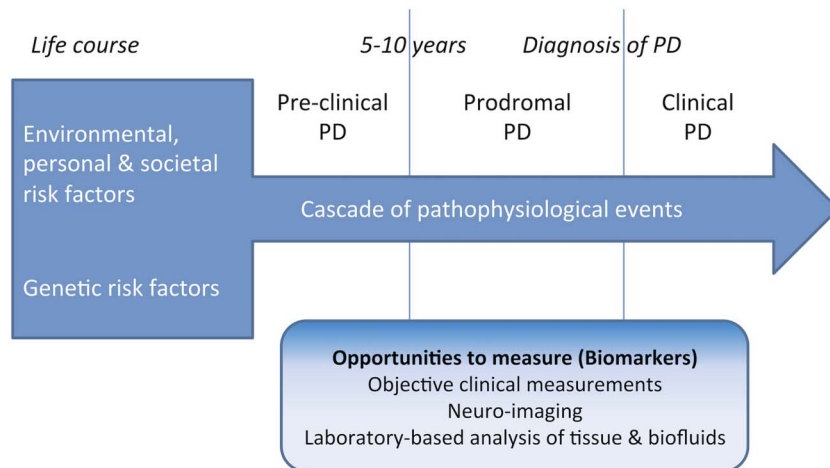 Life course
5-10 years
Diagnosis of PD
Pre-clinical
PD
Prodromal
PD
Clinical
PD
Environmental,
personal & societal
risk factors
Cascade of pathophysiological events
Genetic risk factors
Opportunities to measure (Biomarkers)
Objective clinical measurements
Neuro-imaging
Laboratory-based analysis of tissue & biofluids